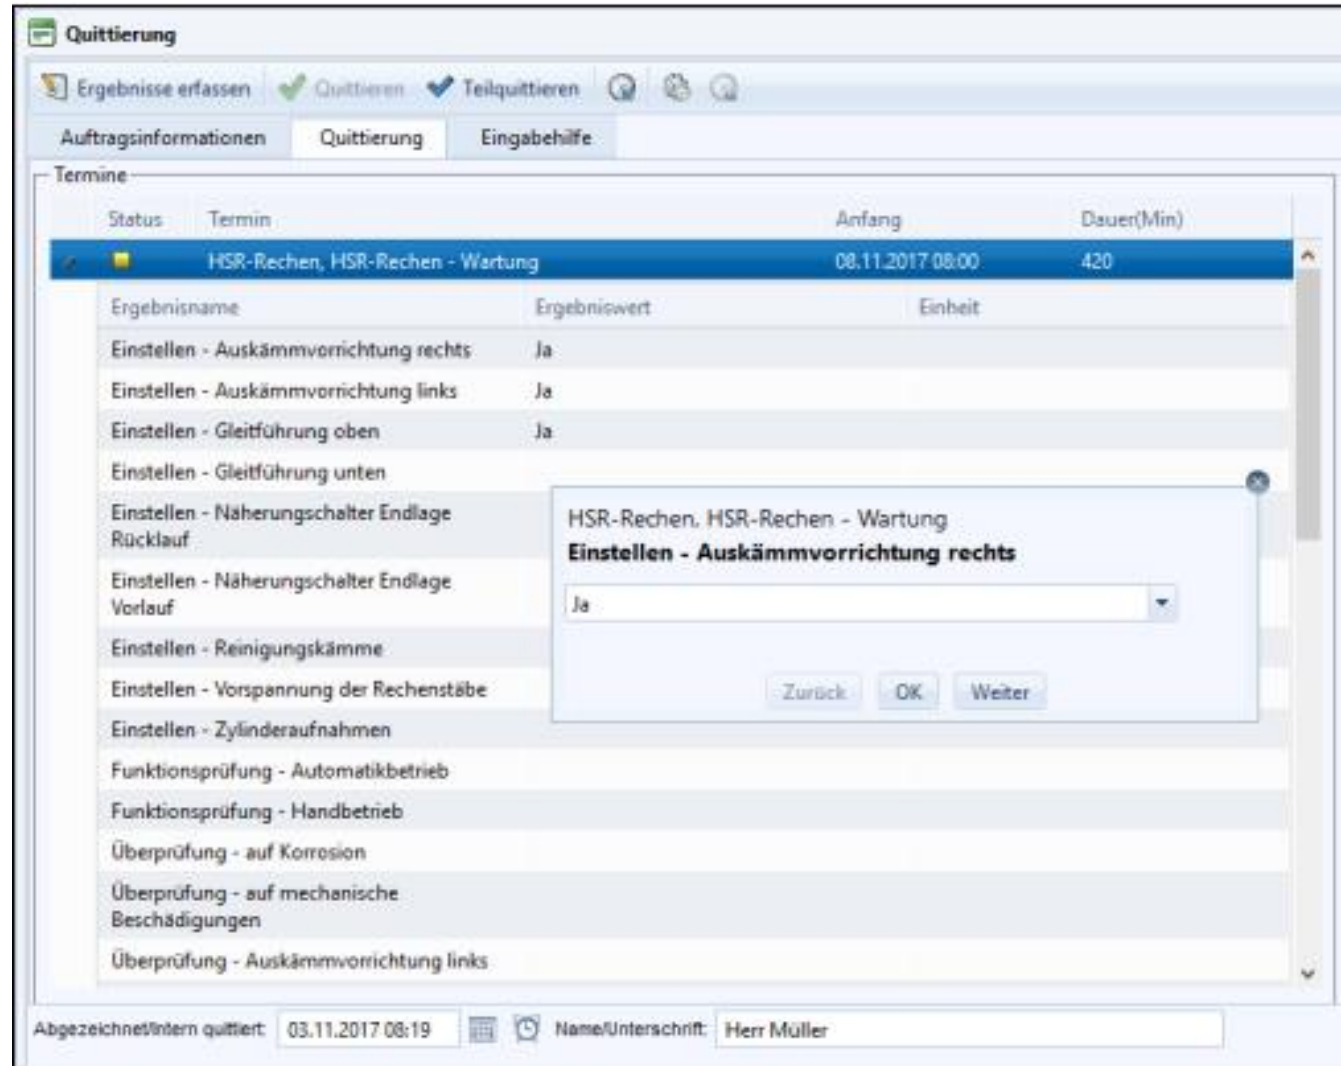 Quittierung
Ergebnisse erfassen Quittieren Teilquittieren
Auftragsinformationen Quittierung Eingabehilfe
Termine
Status Termin Anfang Dauer(Min)
HSR-Rechen, HSR-Rechen - Wartung 08.11.2017 08:00 420
Ergebnisname Ergebniswert Einheit
Einstellen - Auskämmvorrichtung rechts Ja
Einstellen - Auskämmvorrichtung links Ja
Einstellen - Gleitführung oben Ja
Einstellen - Gleitführung unten
Einstellen - Näherungschalter Endlage
Rücklauf
Einstellen - Näherungschalter Endlage
Vorlauf
Einstellen - Reinigungskämme
Einstellen - Vorspannung der Rechenstäbe
Einstellen - Zylinderaufnahmen
Funktionsprüfung - Automatikbetrieb
Funktionsprüfung - Handbetrieb
Überprüfung - auf Korrosion
Überprüfung - auf mechanische
Beschädigungen
Überprüfung - Auskämmvorrichtung links
HSR-Rechen, HSR-Rechen - Wartung
Einstellen - Auskämmvorrichtung rechts
Ja
Zurück OK Weiter
Abgezeichnet/Intern quittiert: 03.11.2017 08:19 Name/Unterschrift: Herr Müller